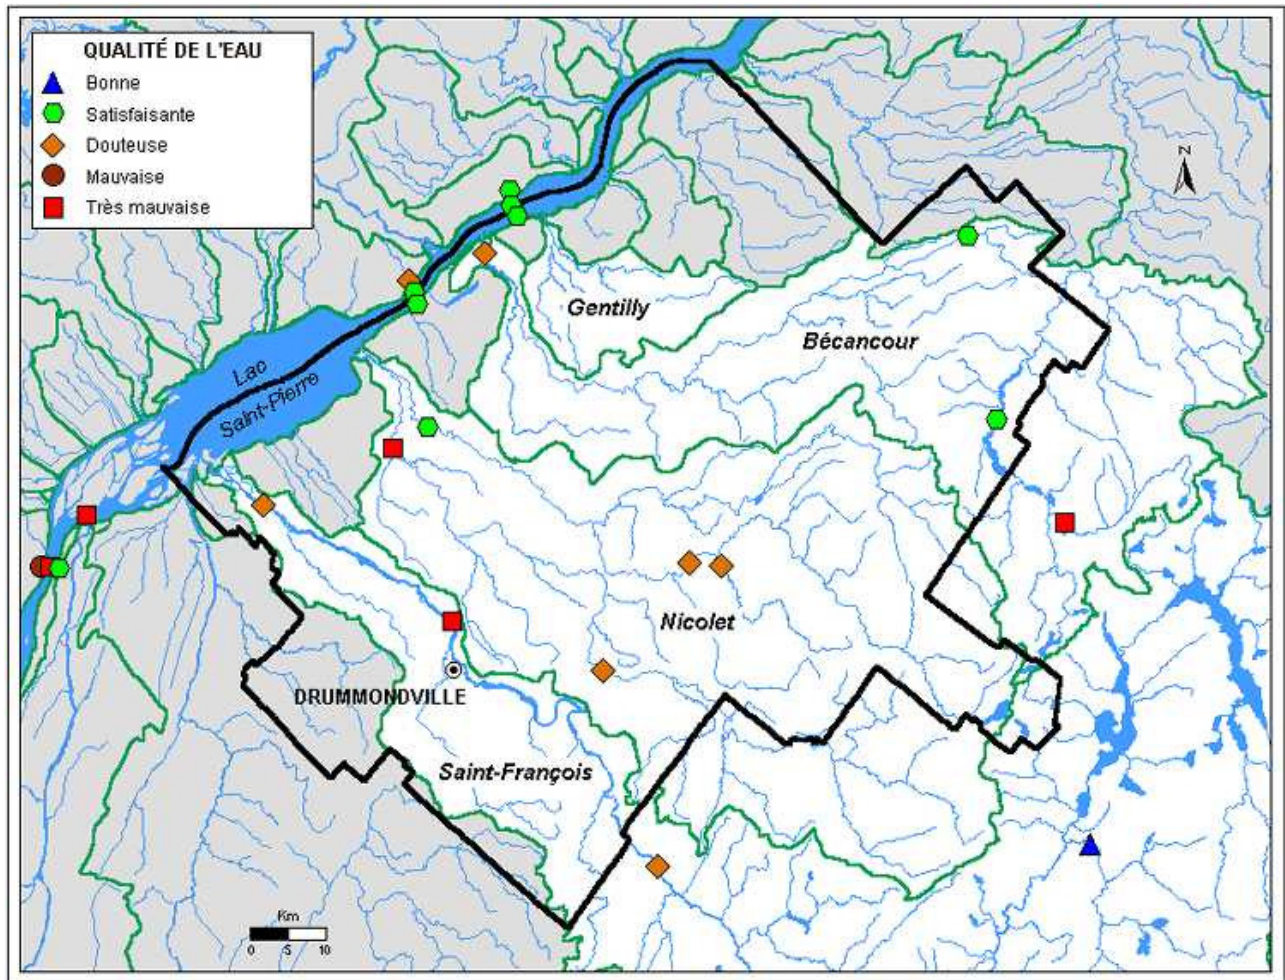 QUALITÉ DE L'EAU
Bonne
Satisfaisante
Douteuse
Mauvaise
Très mauvaise
N
Gentilly
Bécancour
Lac
Saint-Pierre
Nicolet
DRUMMONDVILLE
Saint-François
Km
0 5 10